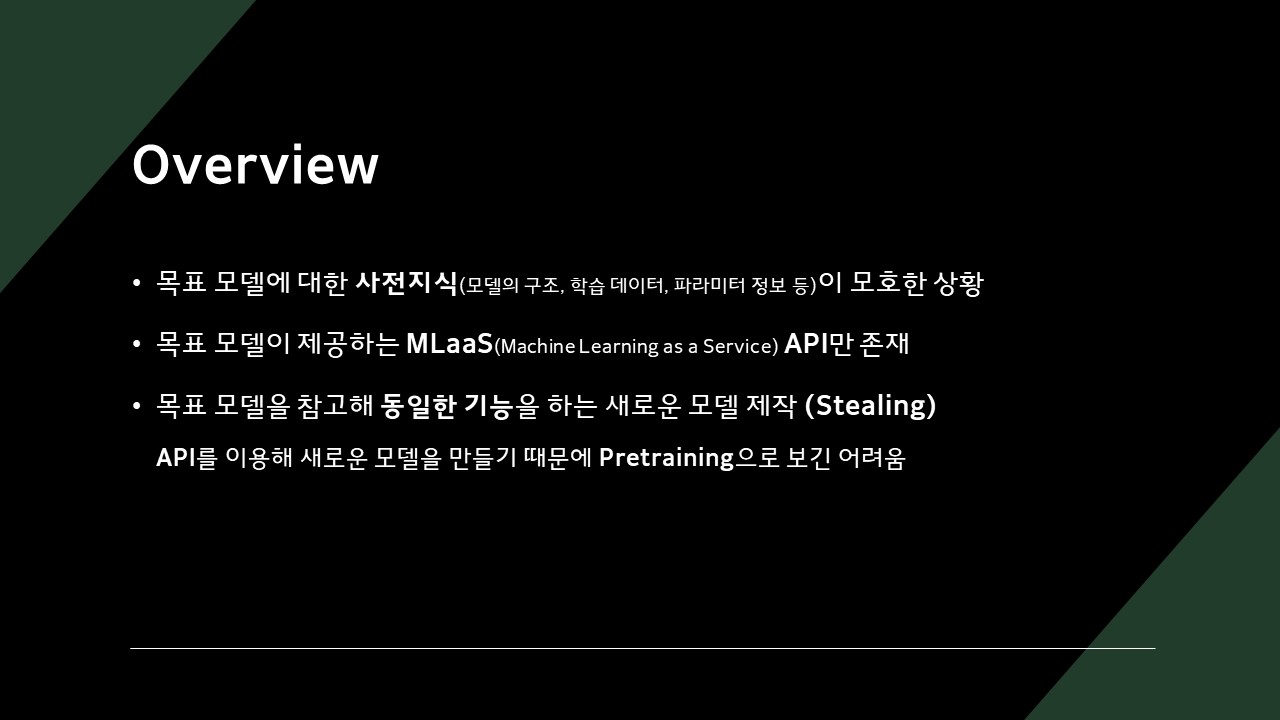 Overview
• 목표 모델에 대한 사전지식(모델의 구조, 학습 데이터, 파라미터 정보 등)이 모호한 상황
• 목표 모델이 제공하는 MLaaS(Machine Learning as a Service) API만 존재
• 목표 모델을 참고해 동일한 기능을 하는 새로운 모델 제작 (Stealing)
API를 이용해 새로운 모델을 만들기 때문에 Pretraining으로 보긴 어려움